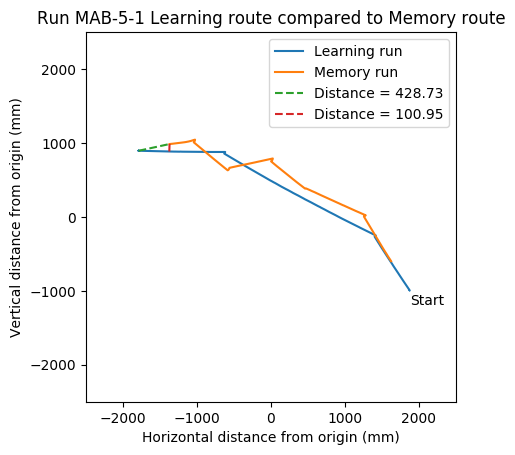 Run MAB-5-1 Learning route compared to Memory route
Learning run
Memory run
Distance = 428.73
Distance = 100.95
2000
1000
0
−1000
−2000
Vertical distance from origin (mm)
Start
−2000 −1000 0 1000 2000
Horizontal distance from origin (mm)